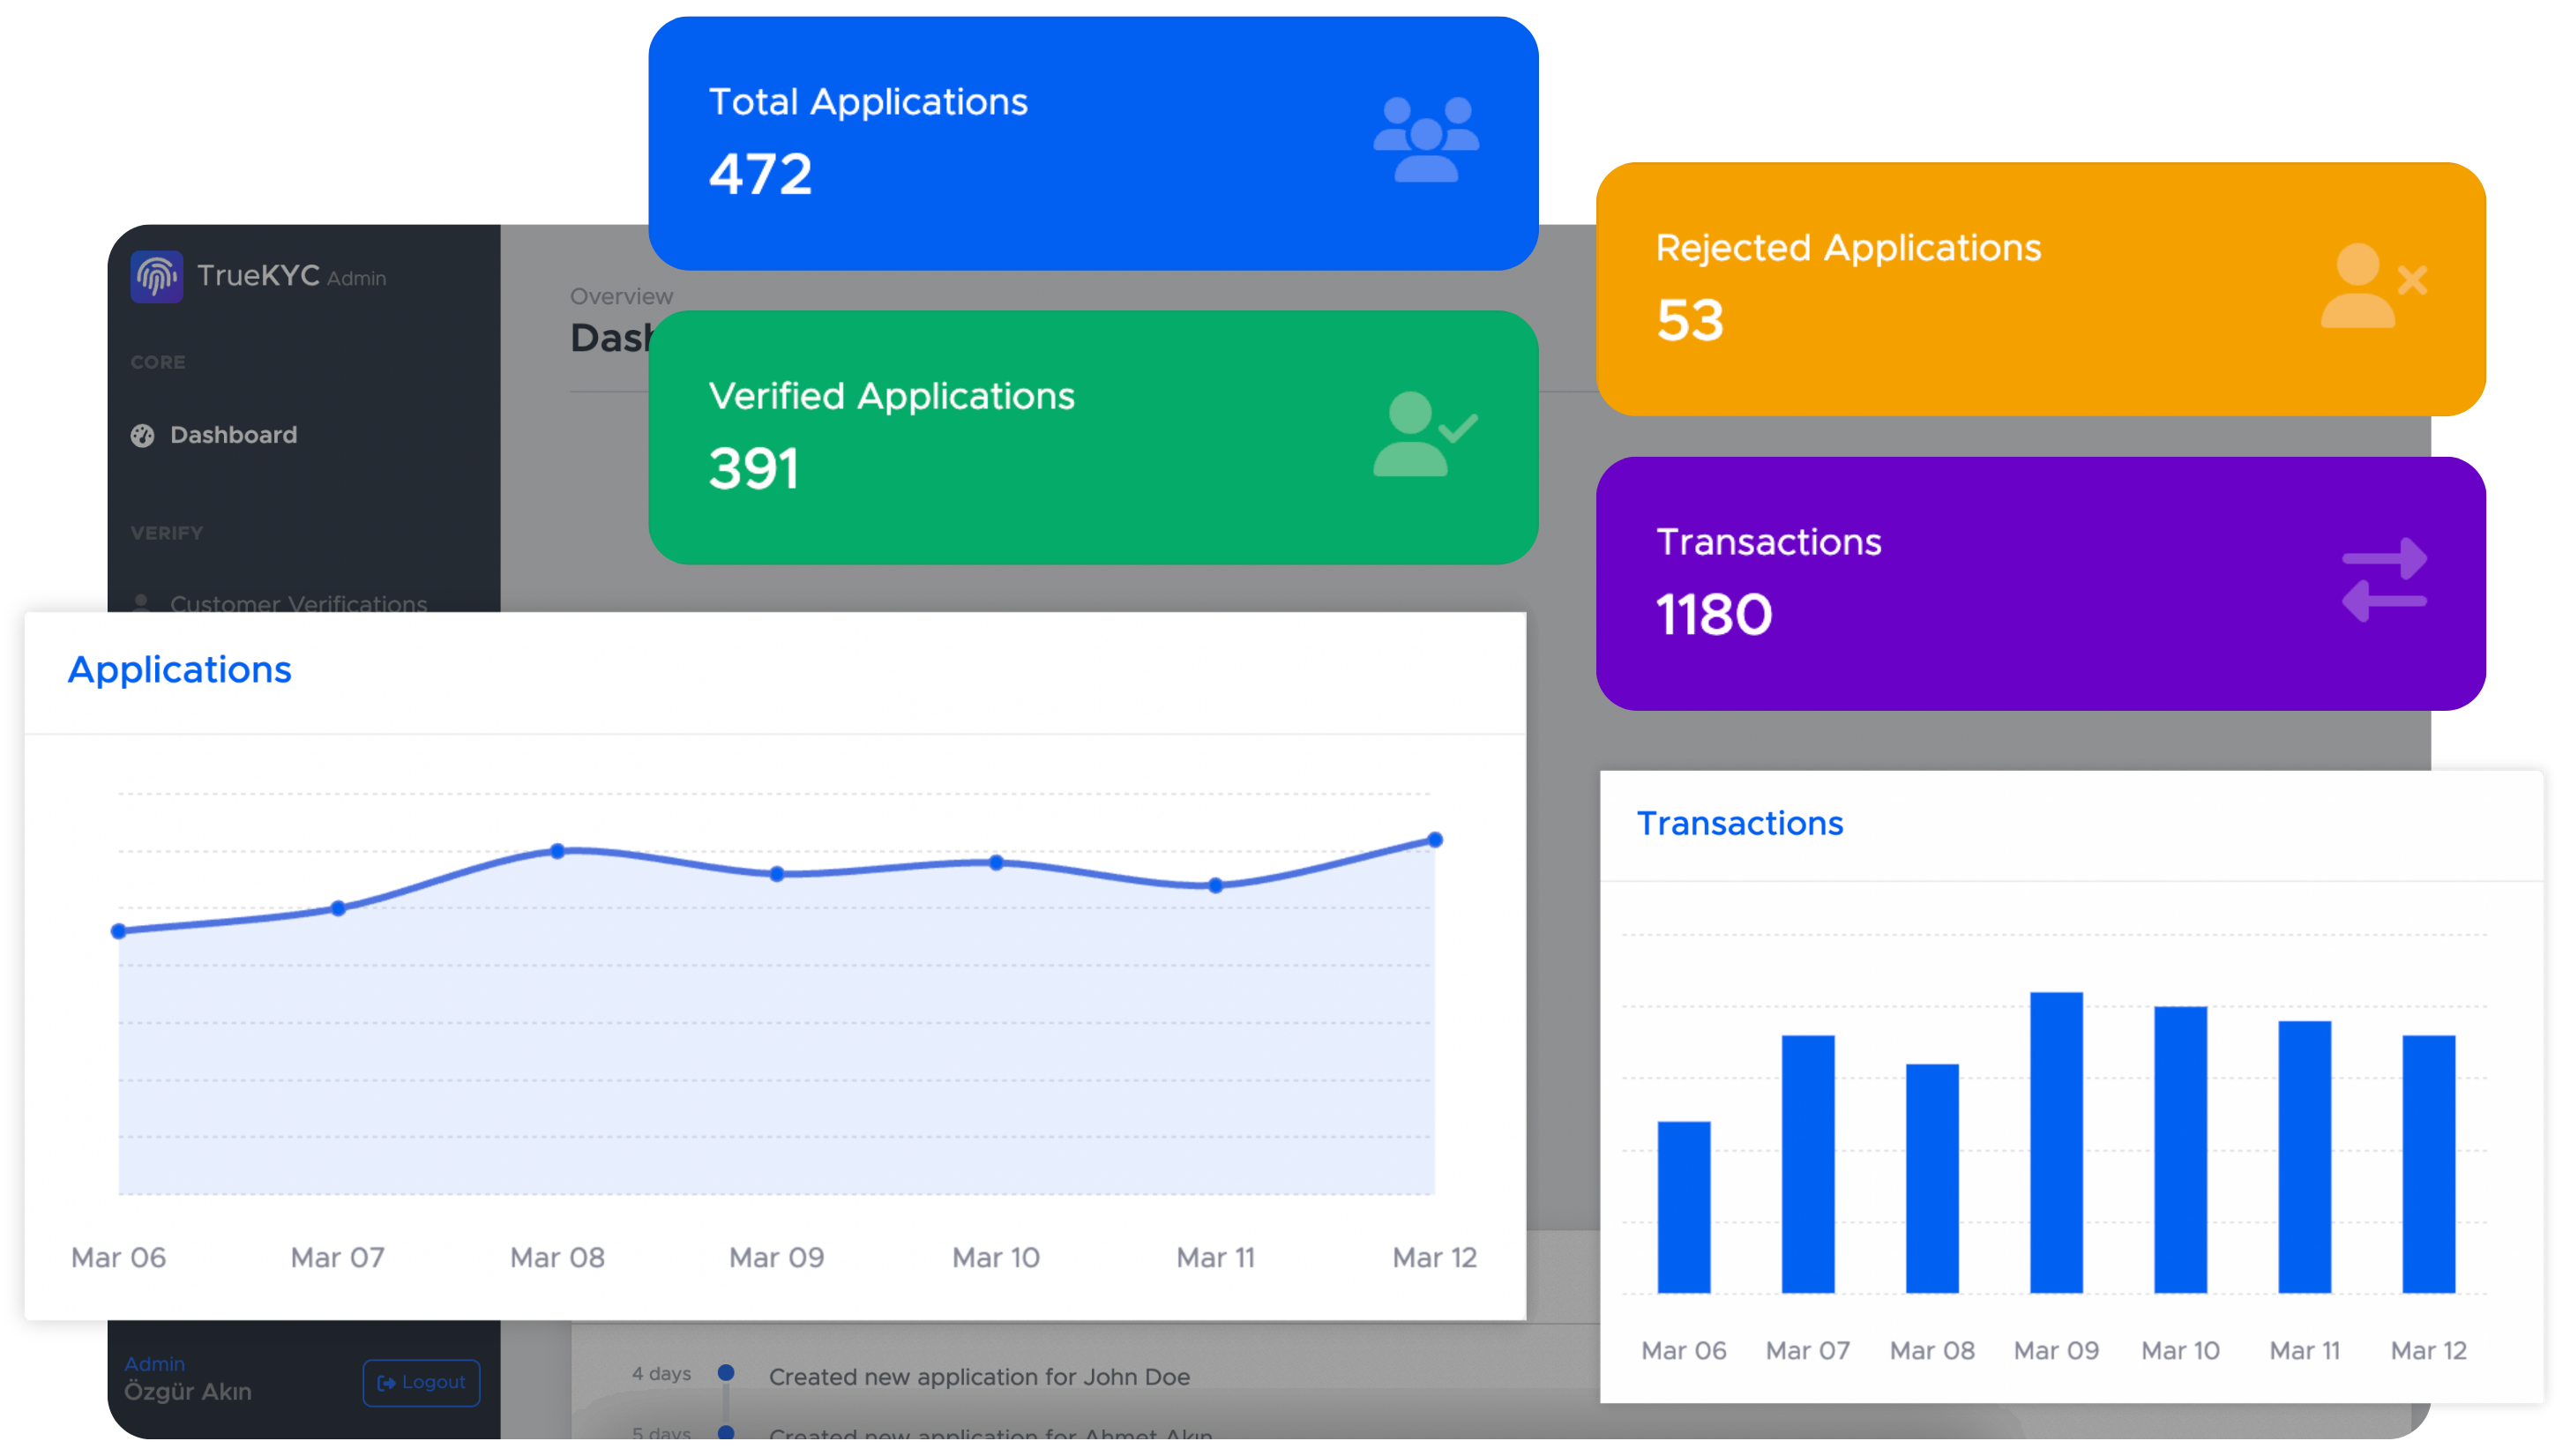 Total Applications
472
Rejected Applications
53
TrueKYC Admin
Overview
CORE
Verified Applications
391
Dashboard
VERIFY
Transactions
1180
Customer Verifications
Applications
Mar 06 Mar 07 Mar 08 Mar 09 Mar 10 Mar 11 Mar 12
Transactions
Mar 06 Mar 07 Mar 08 Mar 09 Mar 10 Mar 11 Mar 12
Admin
Özgür Akın
Logout
4 days Created new application for John Doe
5 days Created new application for Ahmet Akın